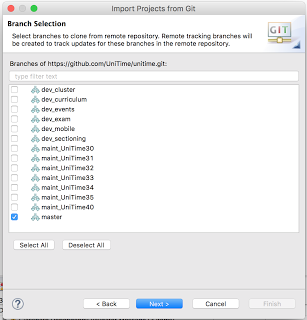 Import Projects from Git
Branch Selection
Select branches to clone from remote repository. Remote tracking branches will
be created to track updates for these branches in the remote repository.
GIT
Branches of https://github.com/UniTime/unitime.git:
type filter text
dev_cluster
dev_curriculum
dev_events
dev_exam
dev_mobile
dev_sectioning
maint_UniTime30
maint_UniTime31
maint_UniTime32
maint_UniTime33
maint_UniTime34
maint_UniTime35
maint_UniTime40
master
Select All
Deselect All
?
< Back
Next >
Cancel
Finish